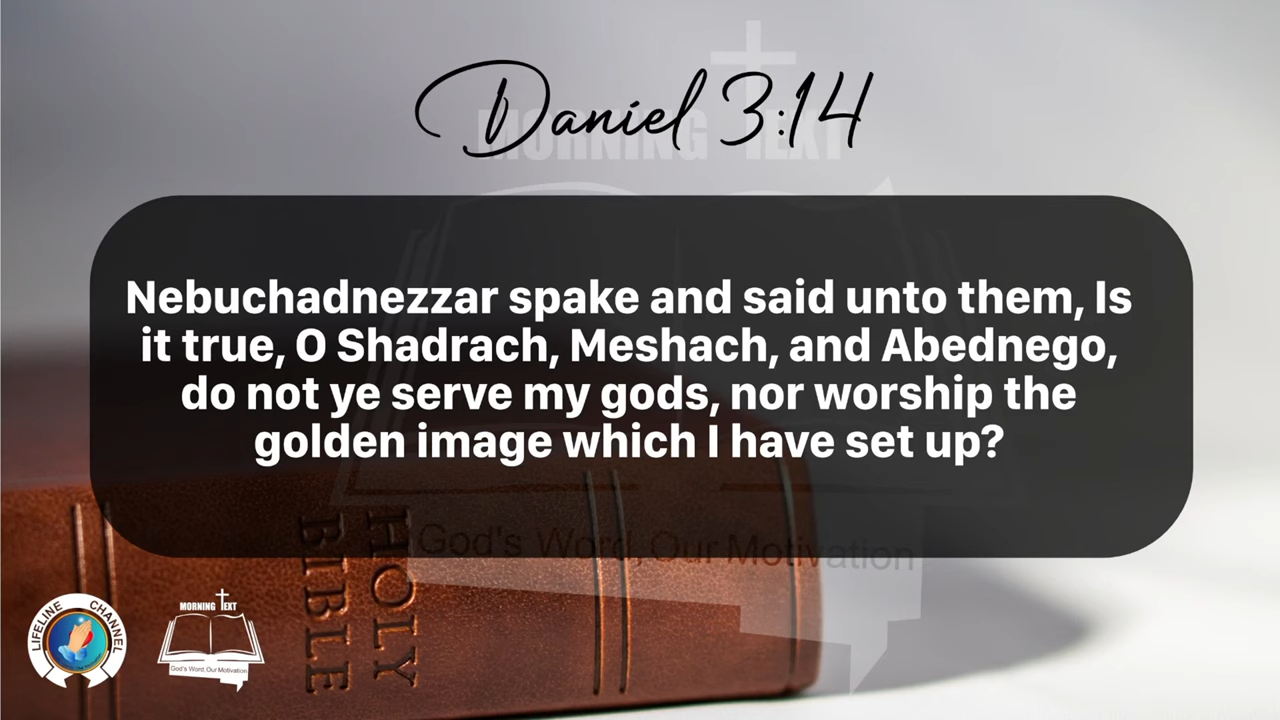 Daniel 3:14
MORNING TEXT
Nebuchadnezzar spake and said unto them, Is
it true, O Shadrach, Meshach, and Abednego,
do not ye serve my gods, nor worship the
golden image which I have set up?
God's Word, Our Motivation
HOLY
BIBLE
LIFELINE CHANNEL
MORNING TEXT
God's Word, Our Motivation